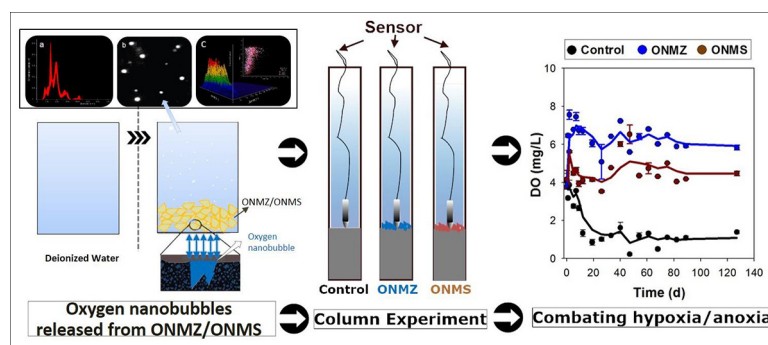 a
b
C
Deionized Water
ONMZ/ONMS
Oxygen
nanobubble
Oxygen nanobubbles
released from ONMZ/ONMS
Sensor
Control
ONMZ
ONMS
Column Experiment
Control
ONMZ
ONMS
DO (mg/L)
10
8
6
4
2
0
0
20
40
60
80
100
120
Time (d)
Combating hypoxia/anoxia